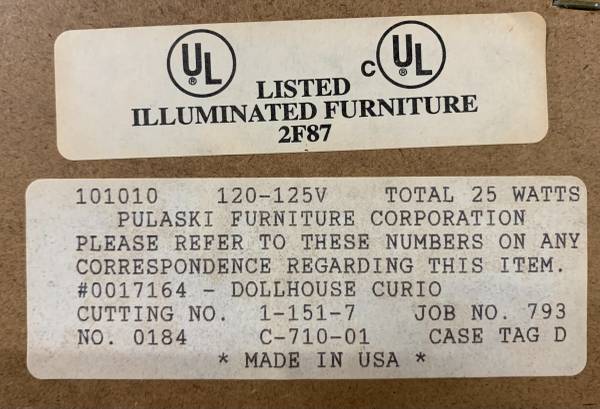 UL ® C UL ®
LISTED
ILLUMINATED FURNITURE
2F87
101010 120-125V TOTAL 25 WATTS
PULASKI FURNITURE CORPORATION
PLEASE REFER TO THESE NUMBERS ON ANY
CORRESPONDENCE REGARDING THIS ITEM.
#0017164 - DOLLHOUSE CURIO
CUTTING NO. 1-151-7 JOB NO. 793
NO. 0184 C-710-01 CASE TAG D
* MADE IN USA *